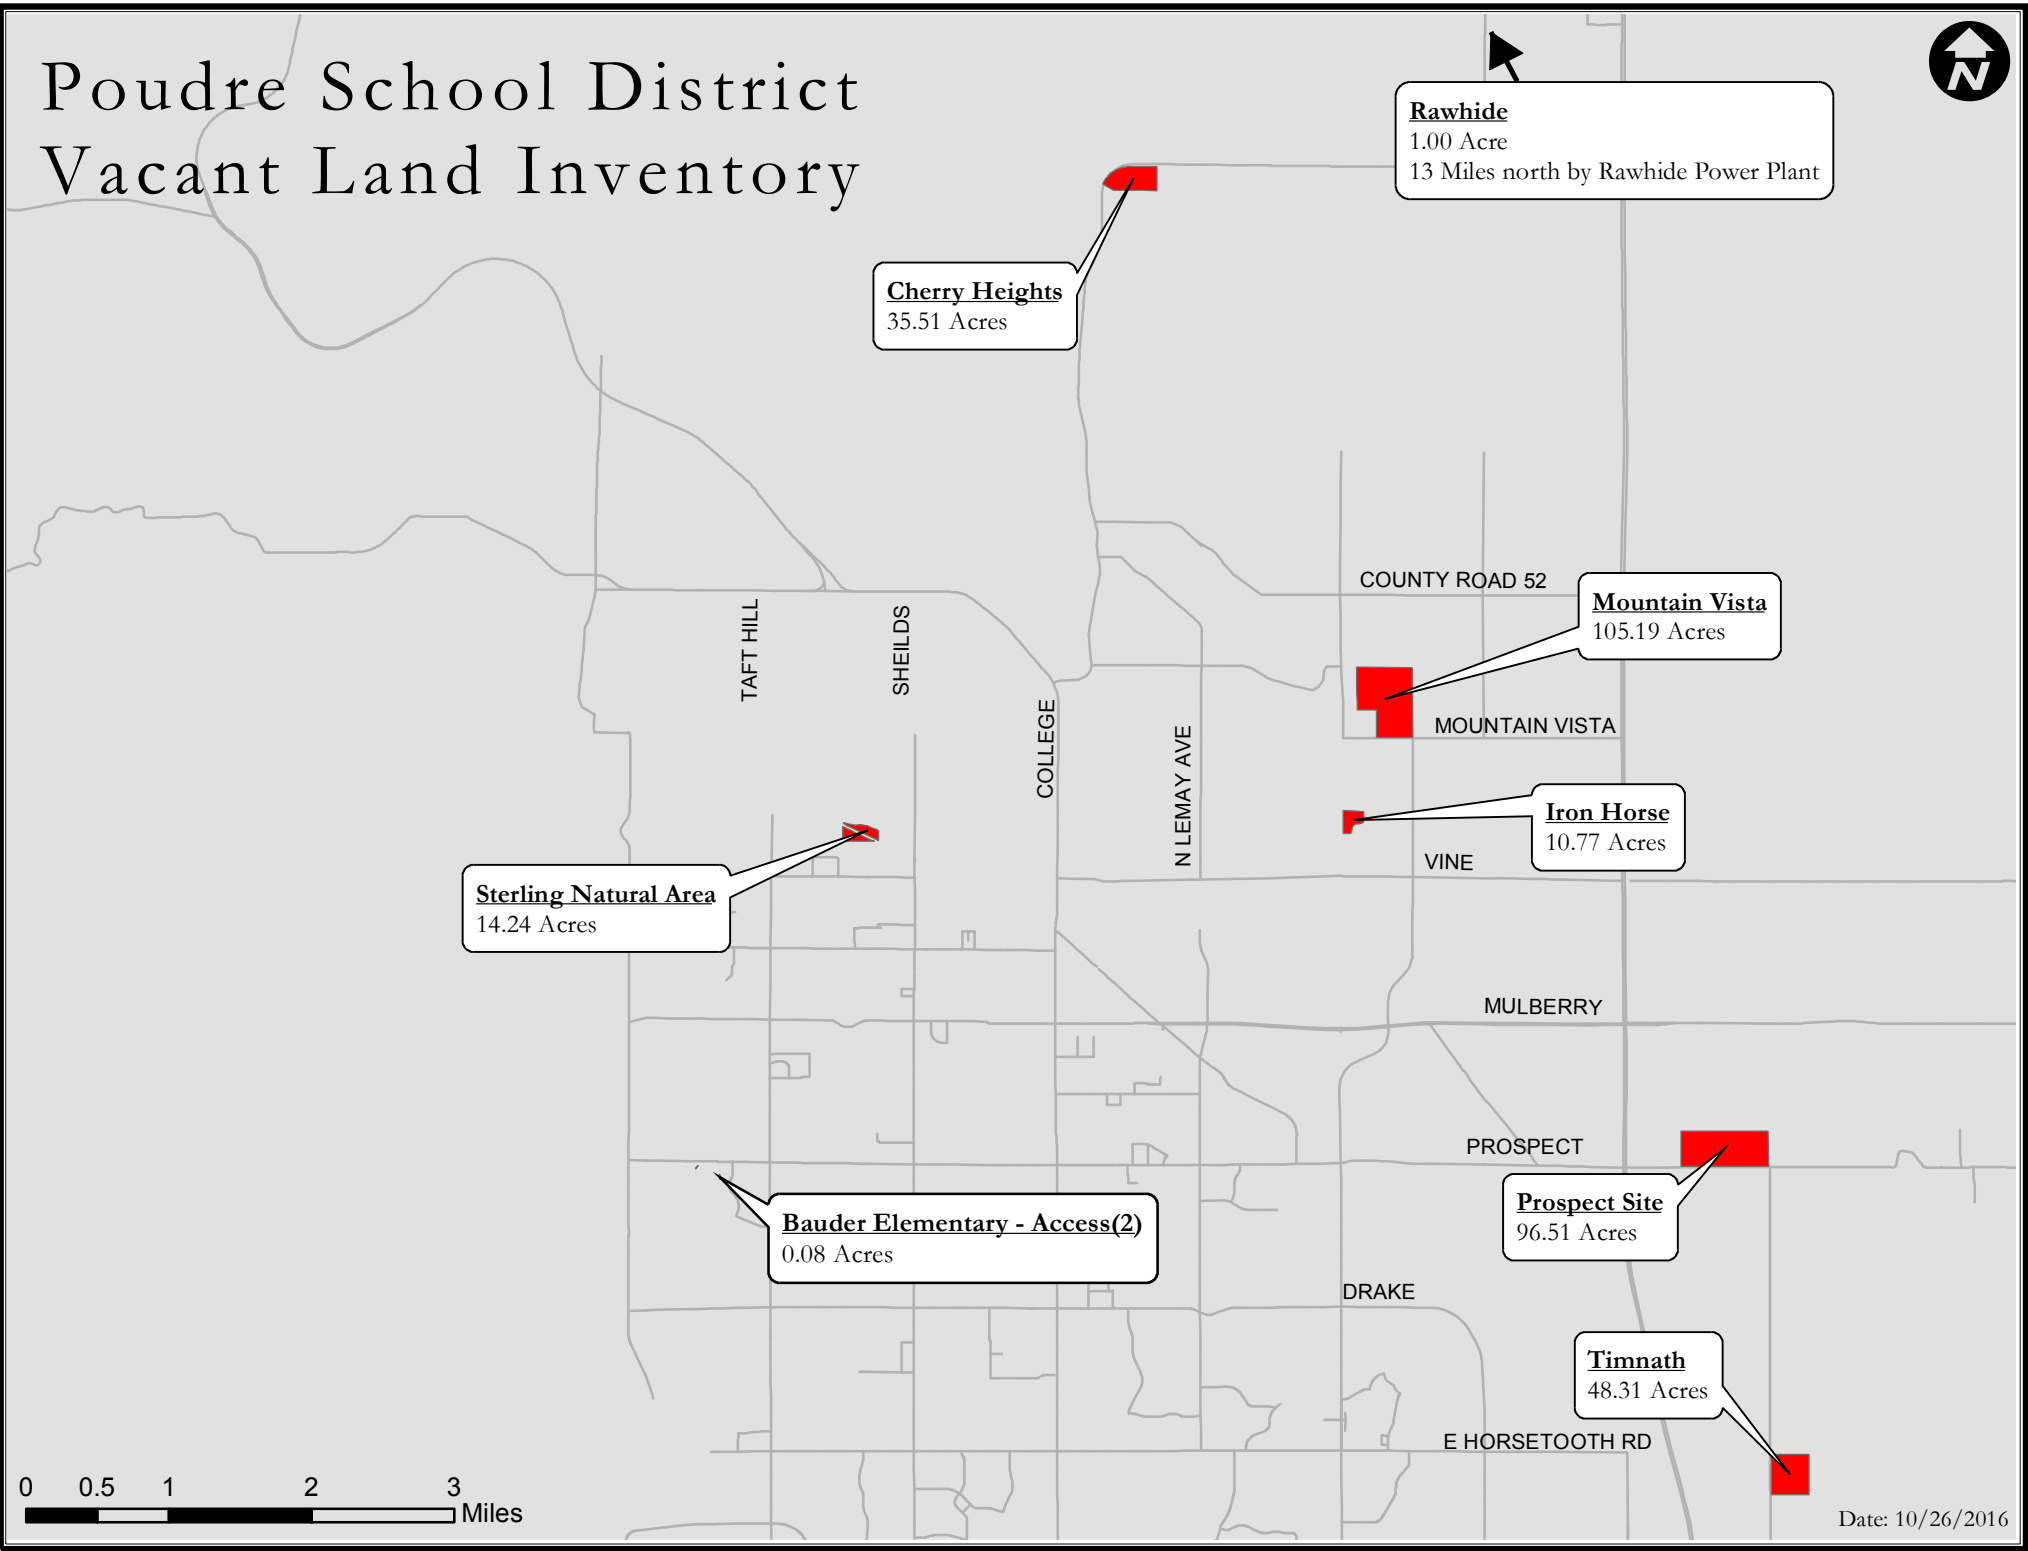 Poudre School District
Vacant Land Inventory
N
Rawhide
1.00 Acre
13 Miles north by Rawhide Power Plant
Cherry Heights
35.51 Acres
COUNTY ROAD 52
Mountain Vista
105.19 Acres
TAFT HILL
SHEILDS
COLLEGE
N LEMAY AVE
MOUNTAIN VISTA
Iron Horse
10.77 Acres
VINE
Sterling Natural Area
14.24 Acres
MULBERRY
PROSPECT
Prospect Site
96.51 Acres
Bauder Elementary - Access(2)
0.08 Acres
DRAKE
Timnath
48.31 Acres
E HORSETOOTH RD
0 0.5 1 2 3
Miles
Date: 10/26/2016